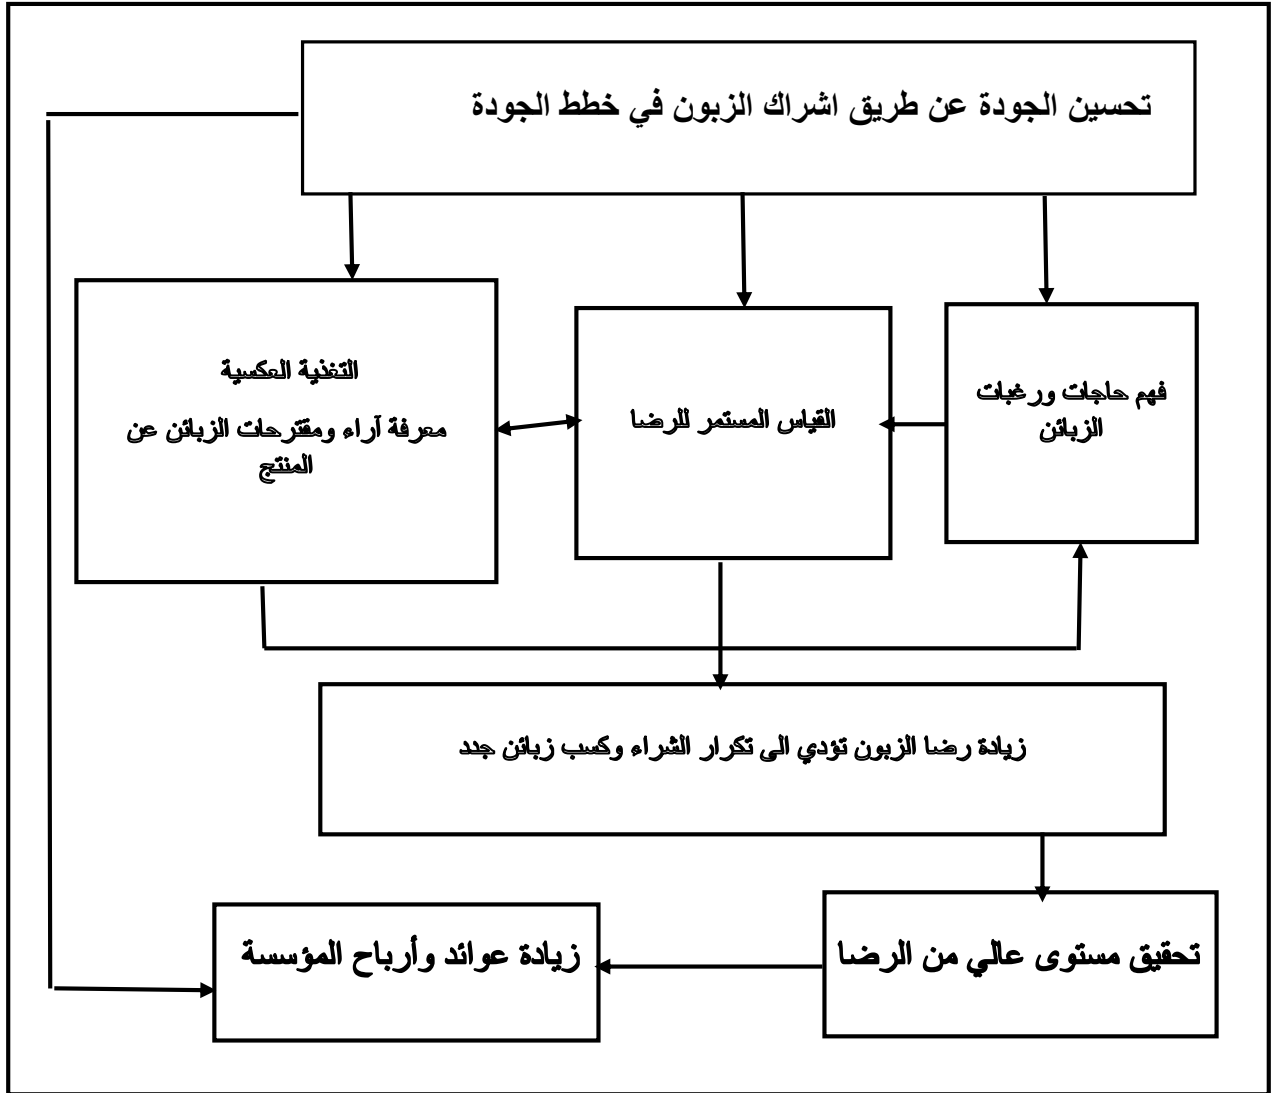 تحسين الجودة عن طريق اشراك الزبون في خطط الجودة
فهم حاجات ورغبات
الزبائن
القياس المستمر للرضا
التغذية العكسية
معرفة آراء ومقترحات الزبائن عن
المنتج
زيادة رضا الزبون تؤدي الى تكرار الشراء وكسب زبائن جدد
تحقيق مستوى عالي من الرضا
زيادة عوائد وأرباح المؤسسة